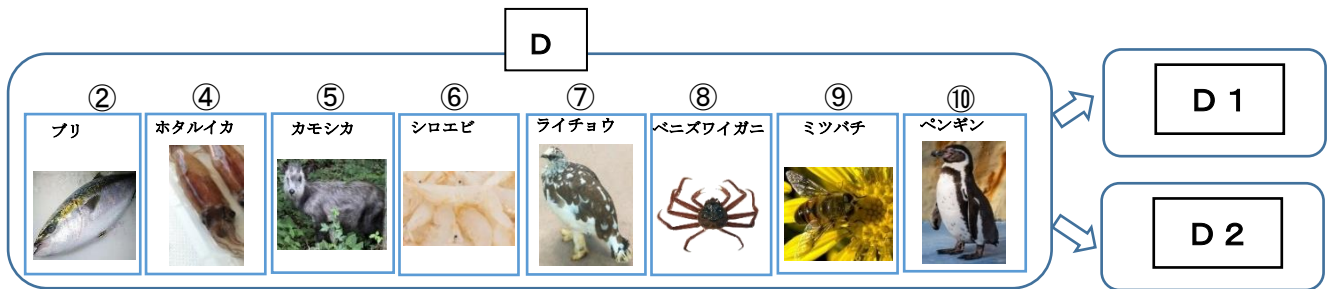 D
② ④ ⑤ ⑥ ⑦ ⑧ ⑨ ⑩
ブリ ホタルイカ カモシカ シロエビ ライチョウ ベニズワイガニ ミツバチ ペンギン
D 1
D 2